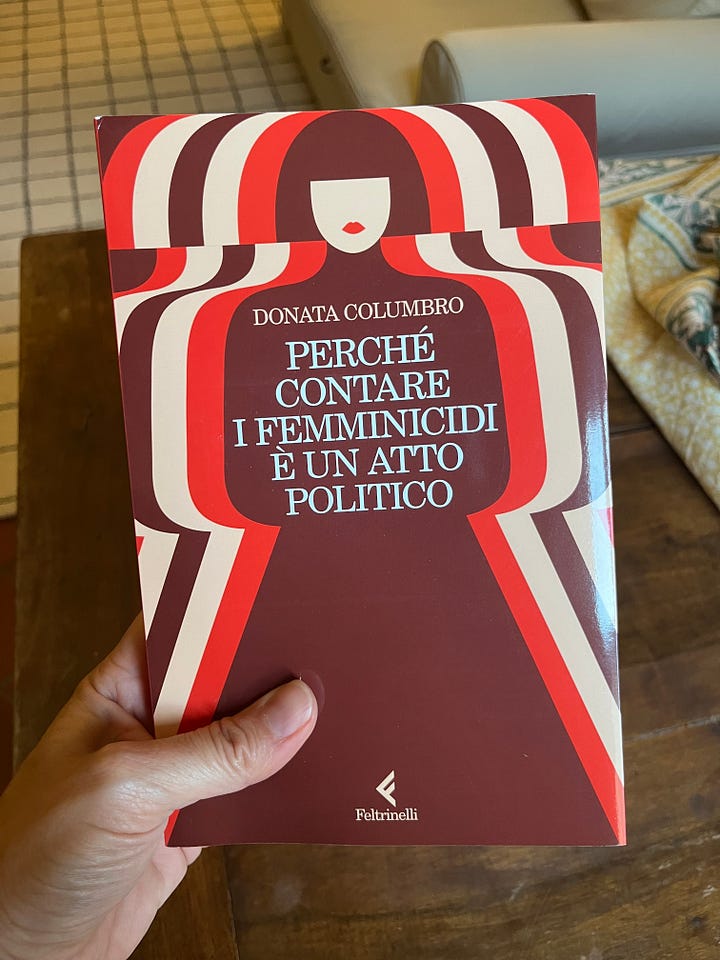 DONATA COLUMBRO
PERCHÉ
CONTARE
I FEMMINICIDI
È UN ATTO
POLITICO
Feltrinelli